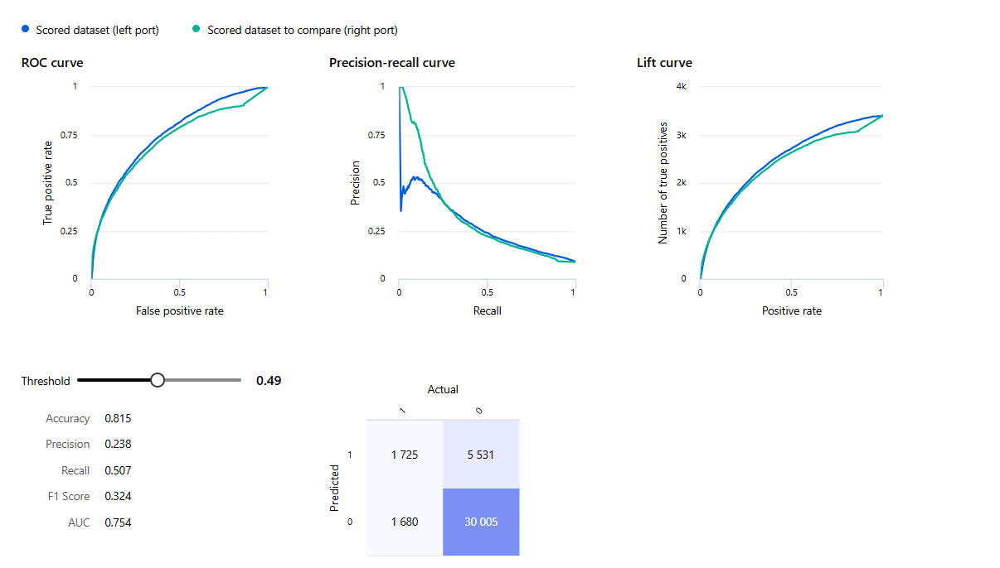 Scored dataset (left port) Scored dataset to compare (right port)
ROC curve
1
0.75
0.5
0.25
0
True positive rate
0 0.5 1
False positive rate
Precision-recall curve
1
0.75
0.5
0.25
0
Precision
0 0.5 1
Recall
Lift curve
4k
3k
2k
1k
0
Number of true positives
0 0.5 1
Positive rate
Threshold 0.49
Accuracy 0.815
Precision 0.238
Recall 0.507
F1 Score 0.324
AUC 0.754
Actual
1 0
Predicted
1 1 725 5 531
0 1 680 30 005